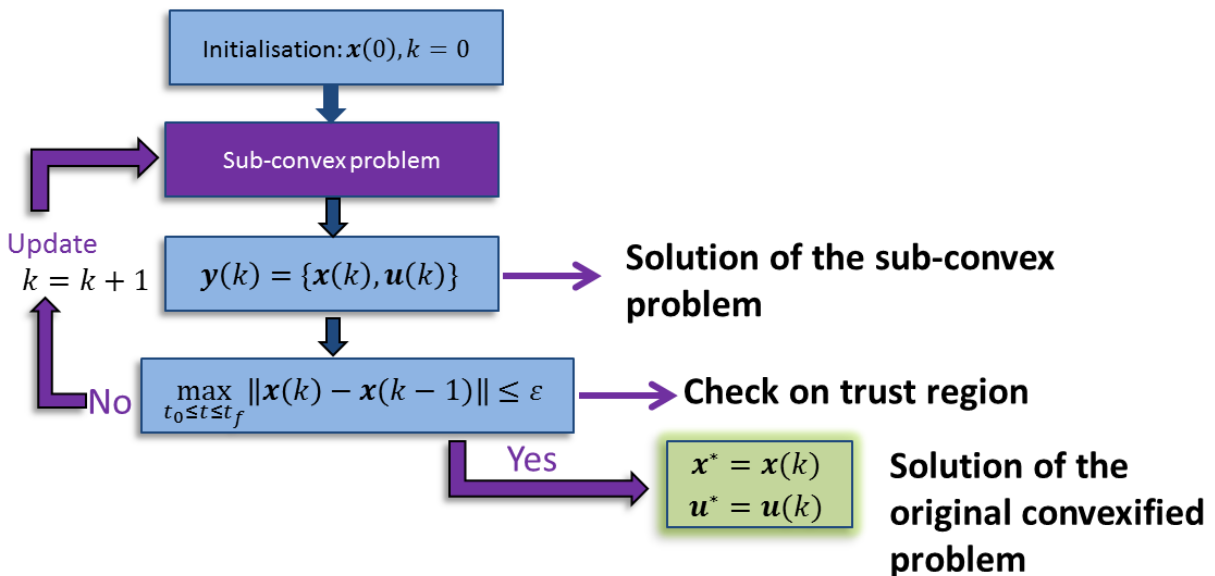 Initialisation: x(0), k = 0
Sub-convex problem
Update
k = k + 1
y(k) = {x(k), u(k)}
Solution of the sub-convex
problem
No
max ‖x(k) − x(k − 1)‖ ≤ ε
t₀≤t≤t_f
Check on trust region
Yes
x* = x(k)
u* = u(k)
Solution of the
original convexified
problem